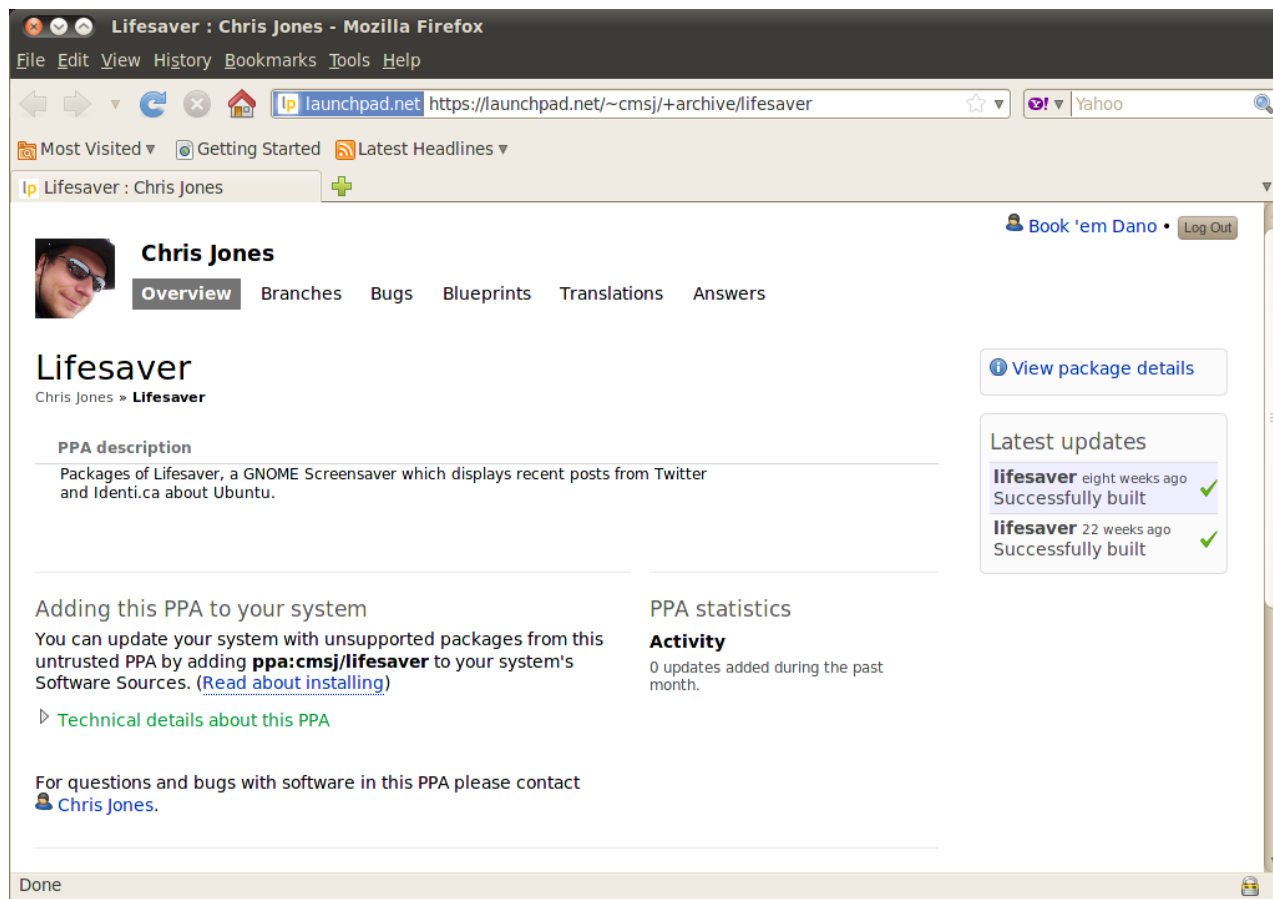 Lifesaver : Chris Jones - Mozilla Firefox
File Edit View History Bookmarks Tools Help
lp launchpad.net https://launchpad.net/~cmsj/+archive/lifesaver Y! Yahoo
Most Visited Getting Started Latest Headlines
lp Lifesaver : Chris Jones
Book 'em Dano • Log Out
Chris Jones
Overview Branches Bugs Blueprints Translations Answers
Lifesaver
Chris Jones » Lifesaver
PPA description
Packages of Lifesaver, a GNOME Screensaver which displays recent posts from Twitter
and Identi.ca about Ubuntu.
View package details
Latest updates
lifesaver eight weeks ago
Successfully built
lifesaver 22 weeks ago
Successfully built
Adding this PPA to your system
You can update your system with unsupported packages from this
untrusted PPA by adding ppa:cmsj/lifesaver to your system's
Software Sources. (Read about installing)
Technical details about this PPA
For questions and bugs with software in this PPA please contact
Chris Jones.
PPA statistics
Activity
0 updates added during the past
month.
Done